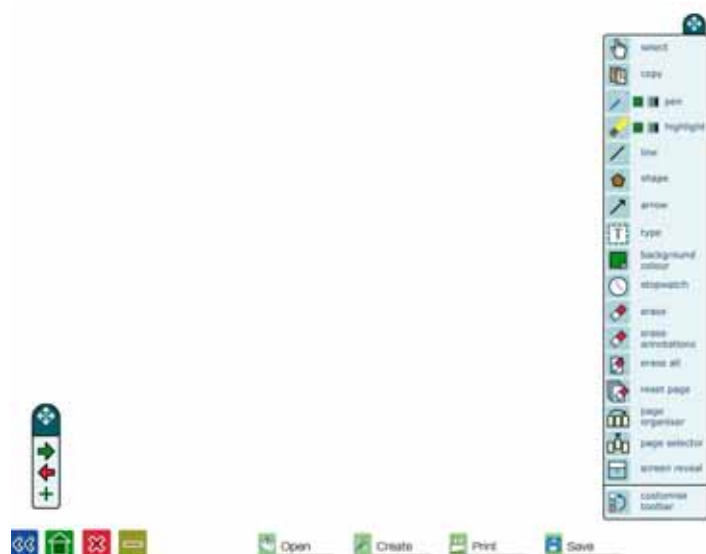 select
copy
pen
highlight
line
shape
arrow
T type
background
colour
stopwatch
erase
erase
annotations
erase all
reset page
page
organiser
page selector
screen reveal
customise
toolbar
Open Create Print Save